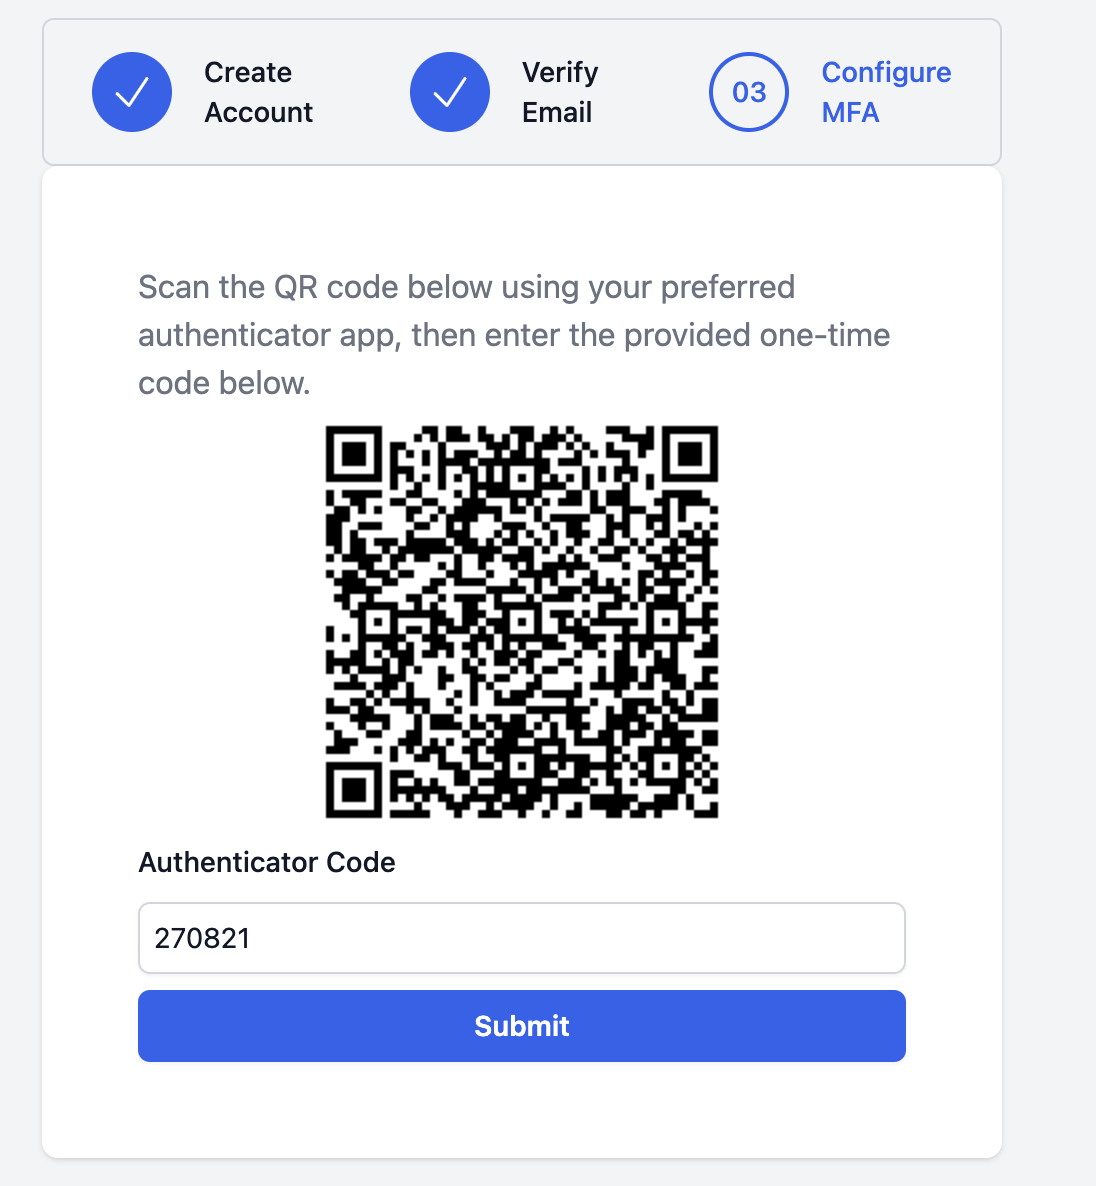 Create
Account
Verify
Email
03
Configure
MFA
Scan the QR code below using your preferred
authenticator app, then enter the provided one-time
code below.
Authenticator Code
270821
Submit